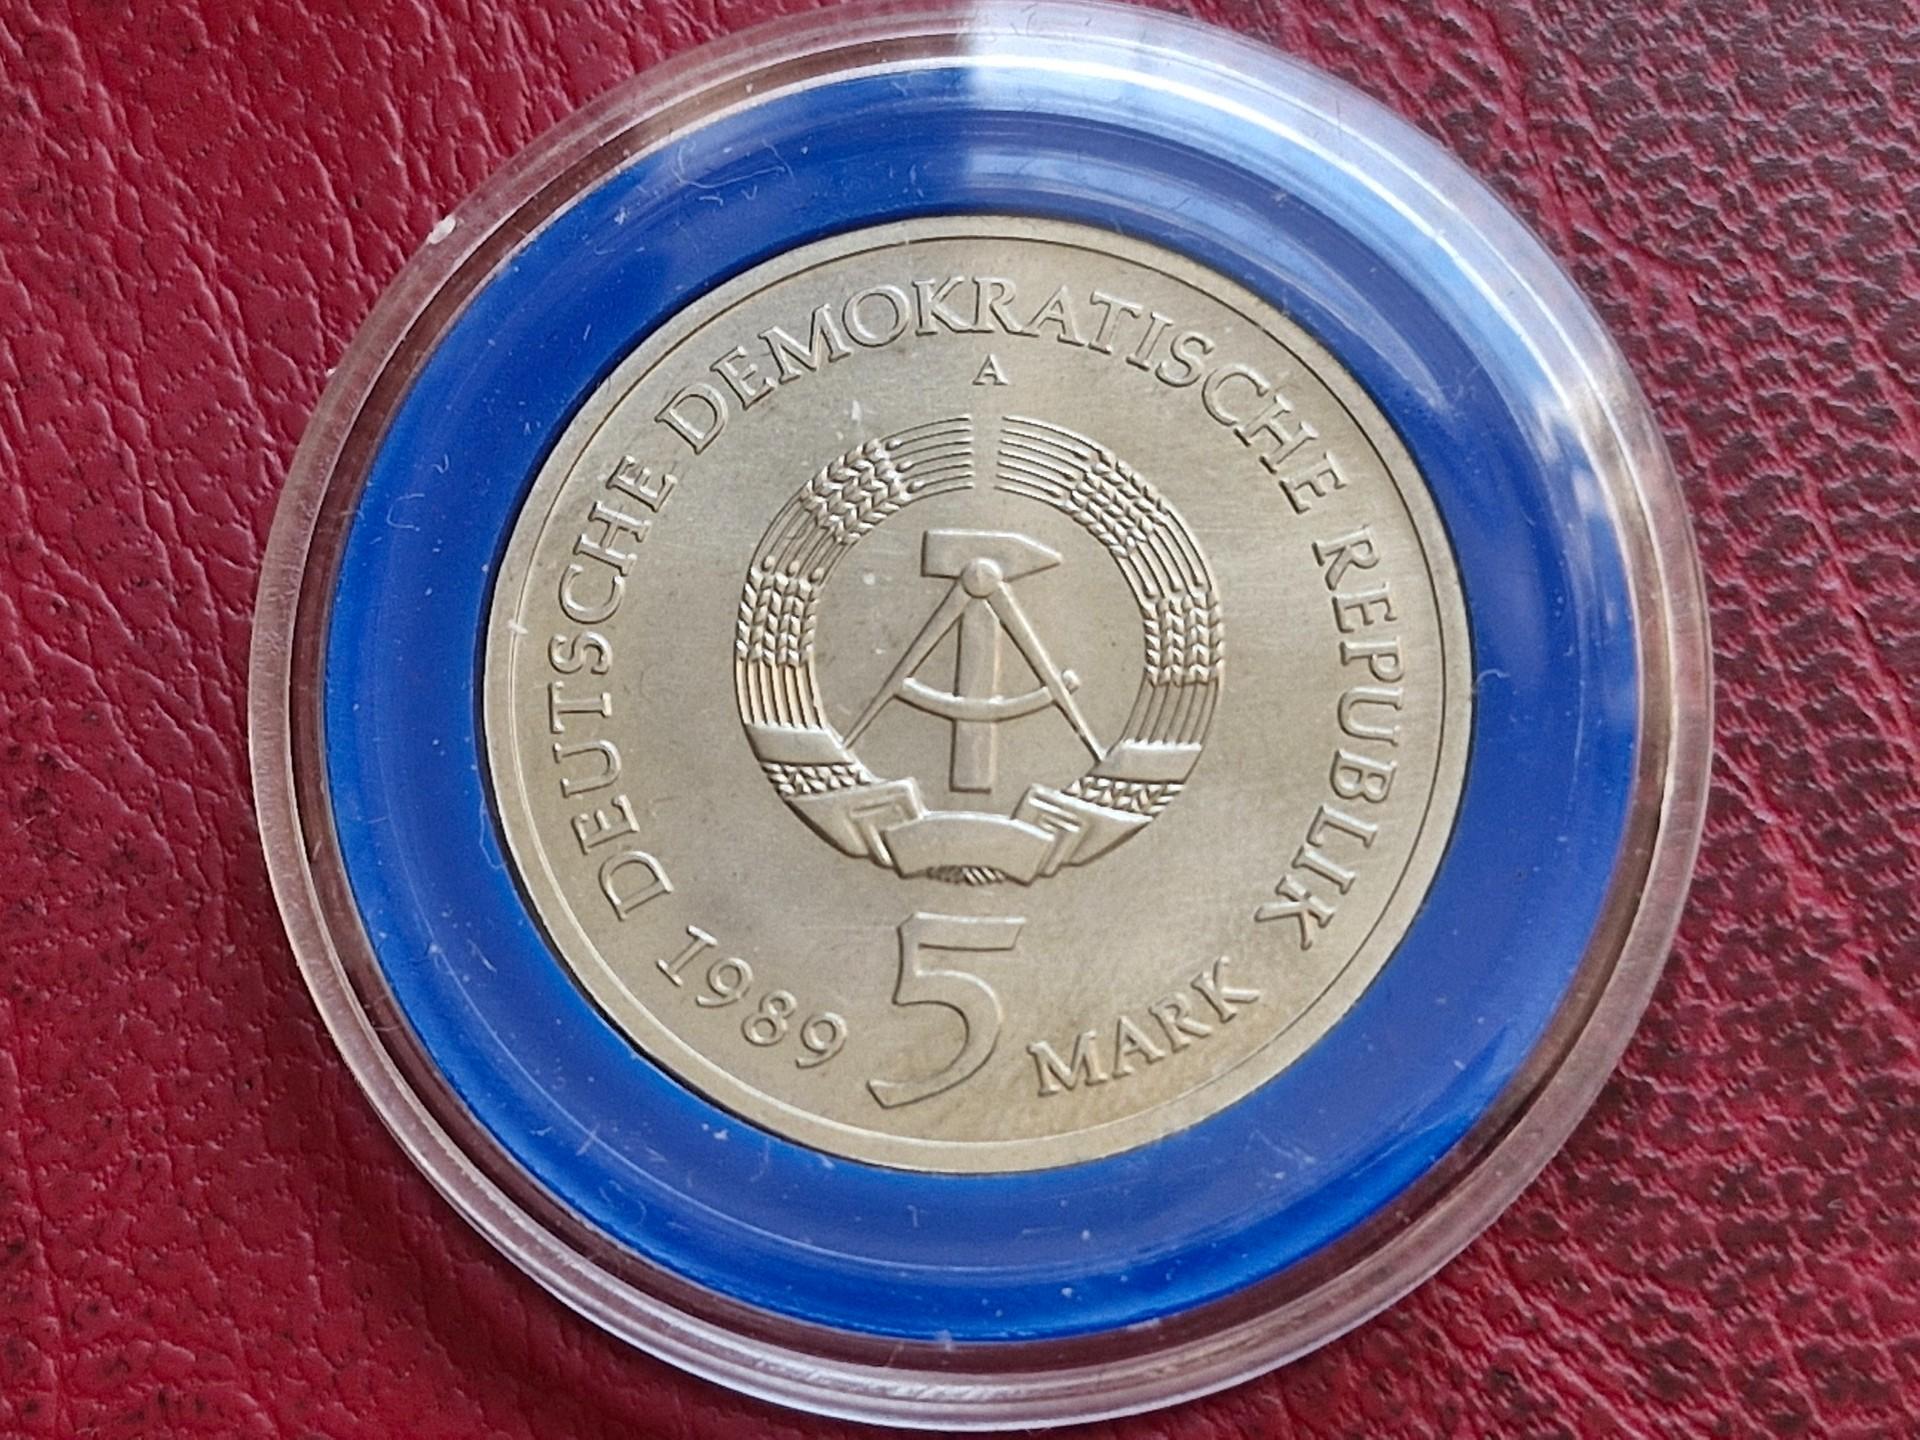 DEUTSCHE DEMOKRATISCHE REPUBLIK
A
1989 5 MARK